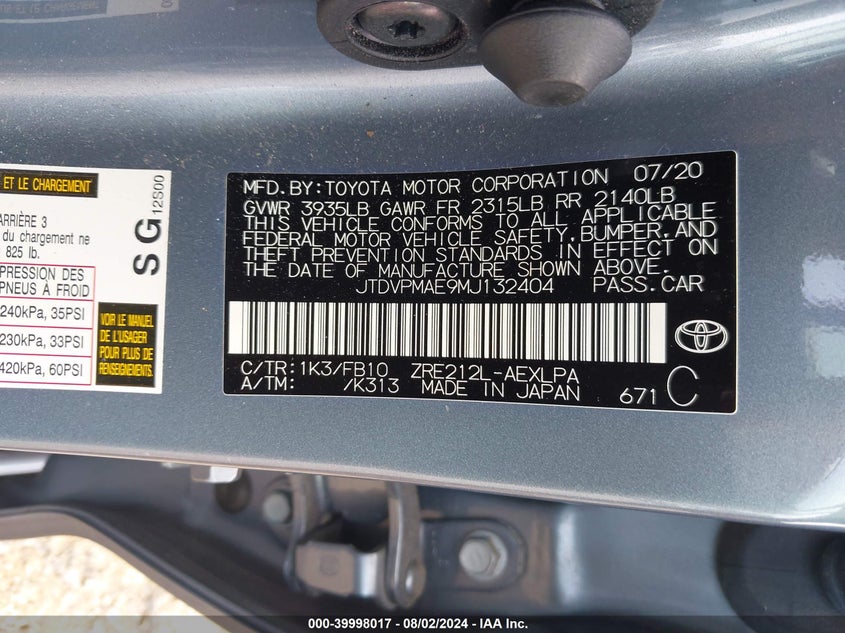 ET LE CHARGEMENT
ARRIÈRE 3
du chargement ne
825 lb.
PRESSION DES
PNEUS À FROID
240kPa, 35PSI
230kPa, 33PSI
420kPa, 60PSI
SG
12S00
VOIR LE MANUEL
DE L'USAGER
POUR PLUS DE
RENSEIGNEMENTS
MFD. BY: TOYOTA MOTOR CORPORATION 07/20
GVWR 3935LB GAWR FR 2315LB RR 2140LB
THIS VEHICLE CONFORMS TO ALL APPLICABLE
FEDERAL MOTOR VEHICLE SAFETY, BUMPER, AND
THEFT PREVENTION STANDARDS IN EFFECT ON
THE DATE OF MANUFACTURE SHOWN ABOVE.
JTDVPMAE9MJ132404 PASS.CAR
C/TR: 1K3/FB10 ZRE212L-AEXLPA
A/TM: /K313 MADE IN JAPAN 671 C
TOYOTA
000-39998017 - 08/02/2024 - IAA Inc.